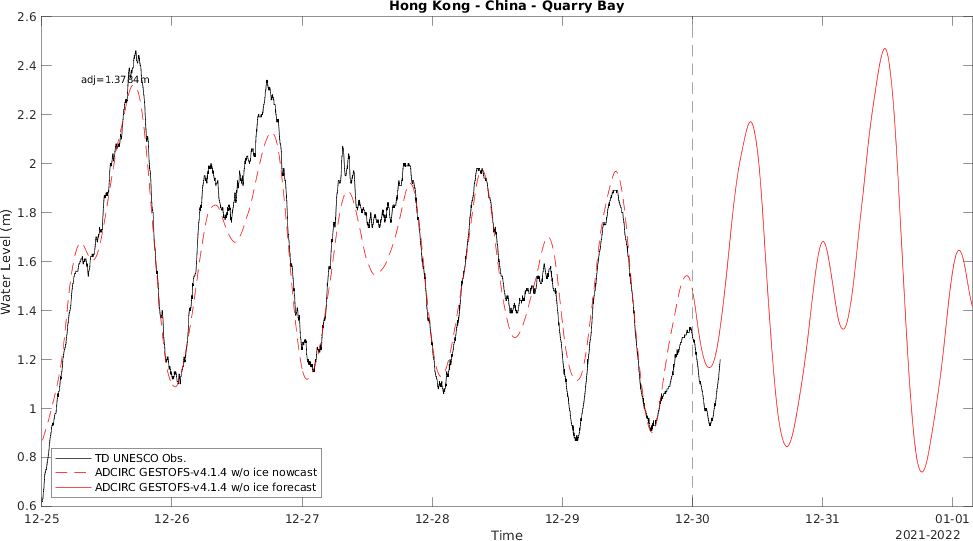 Hong Kong - China - Quarry Bay
2.6
2.4
2.2
2
1.8
1.6
1.4
1.2
1
0.8
0.6
Water Level (m)
adj=1.3784m
TD UNESCO Obs.
ADCIRC GESTOFS-v4.1.4 w/o ice nowcast
ADCIRC GESTOFS-v4.1.4 w/o ice forecast
12-25 12-26 12-27 12-28 12-29 12-30 12-31 01-01
Time
2021-2022